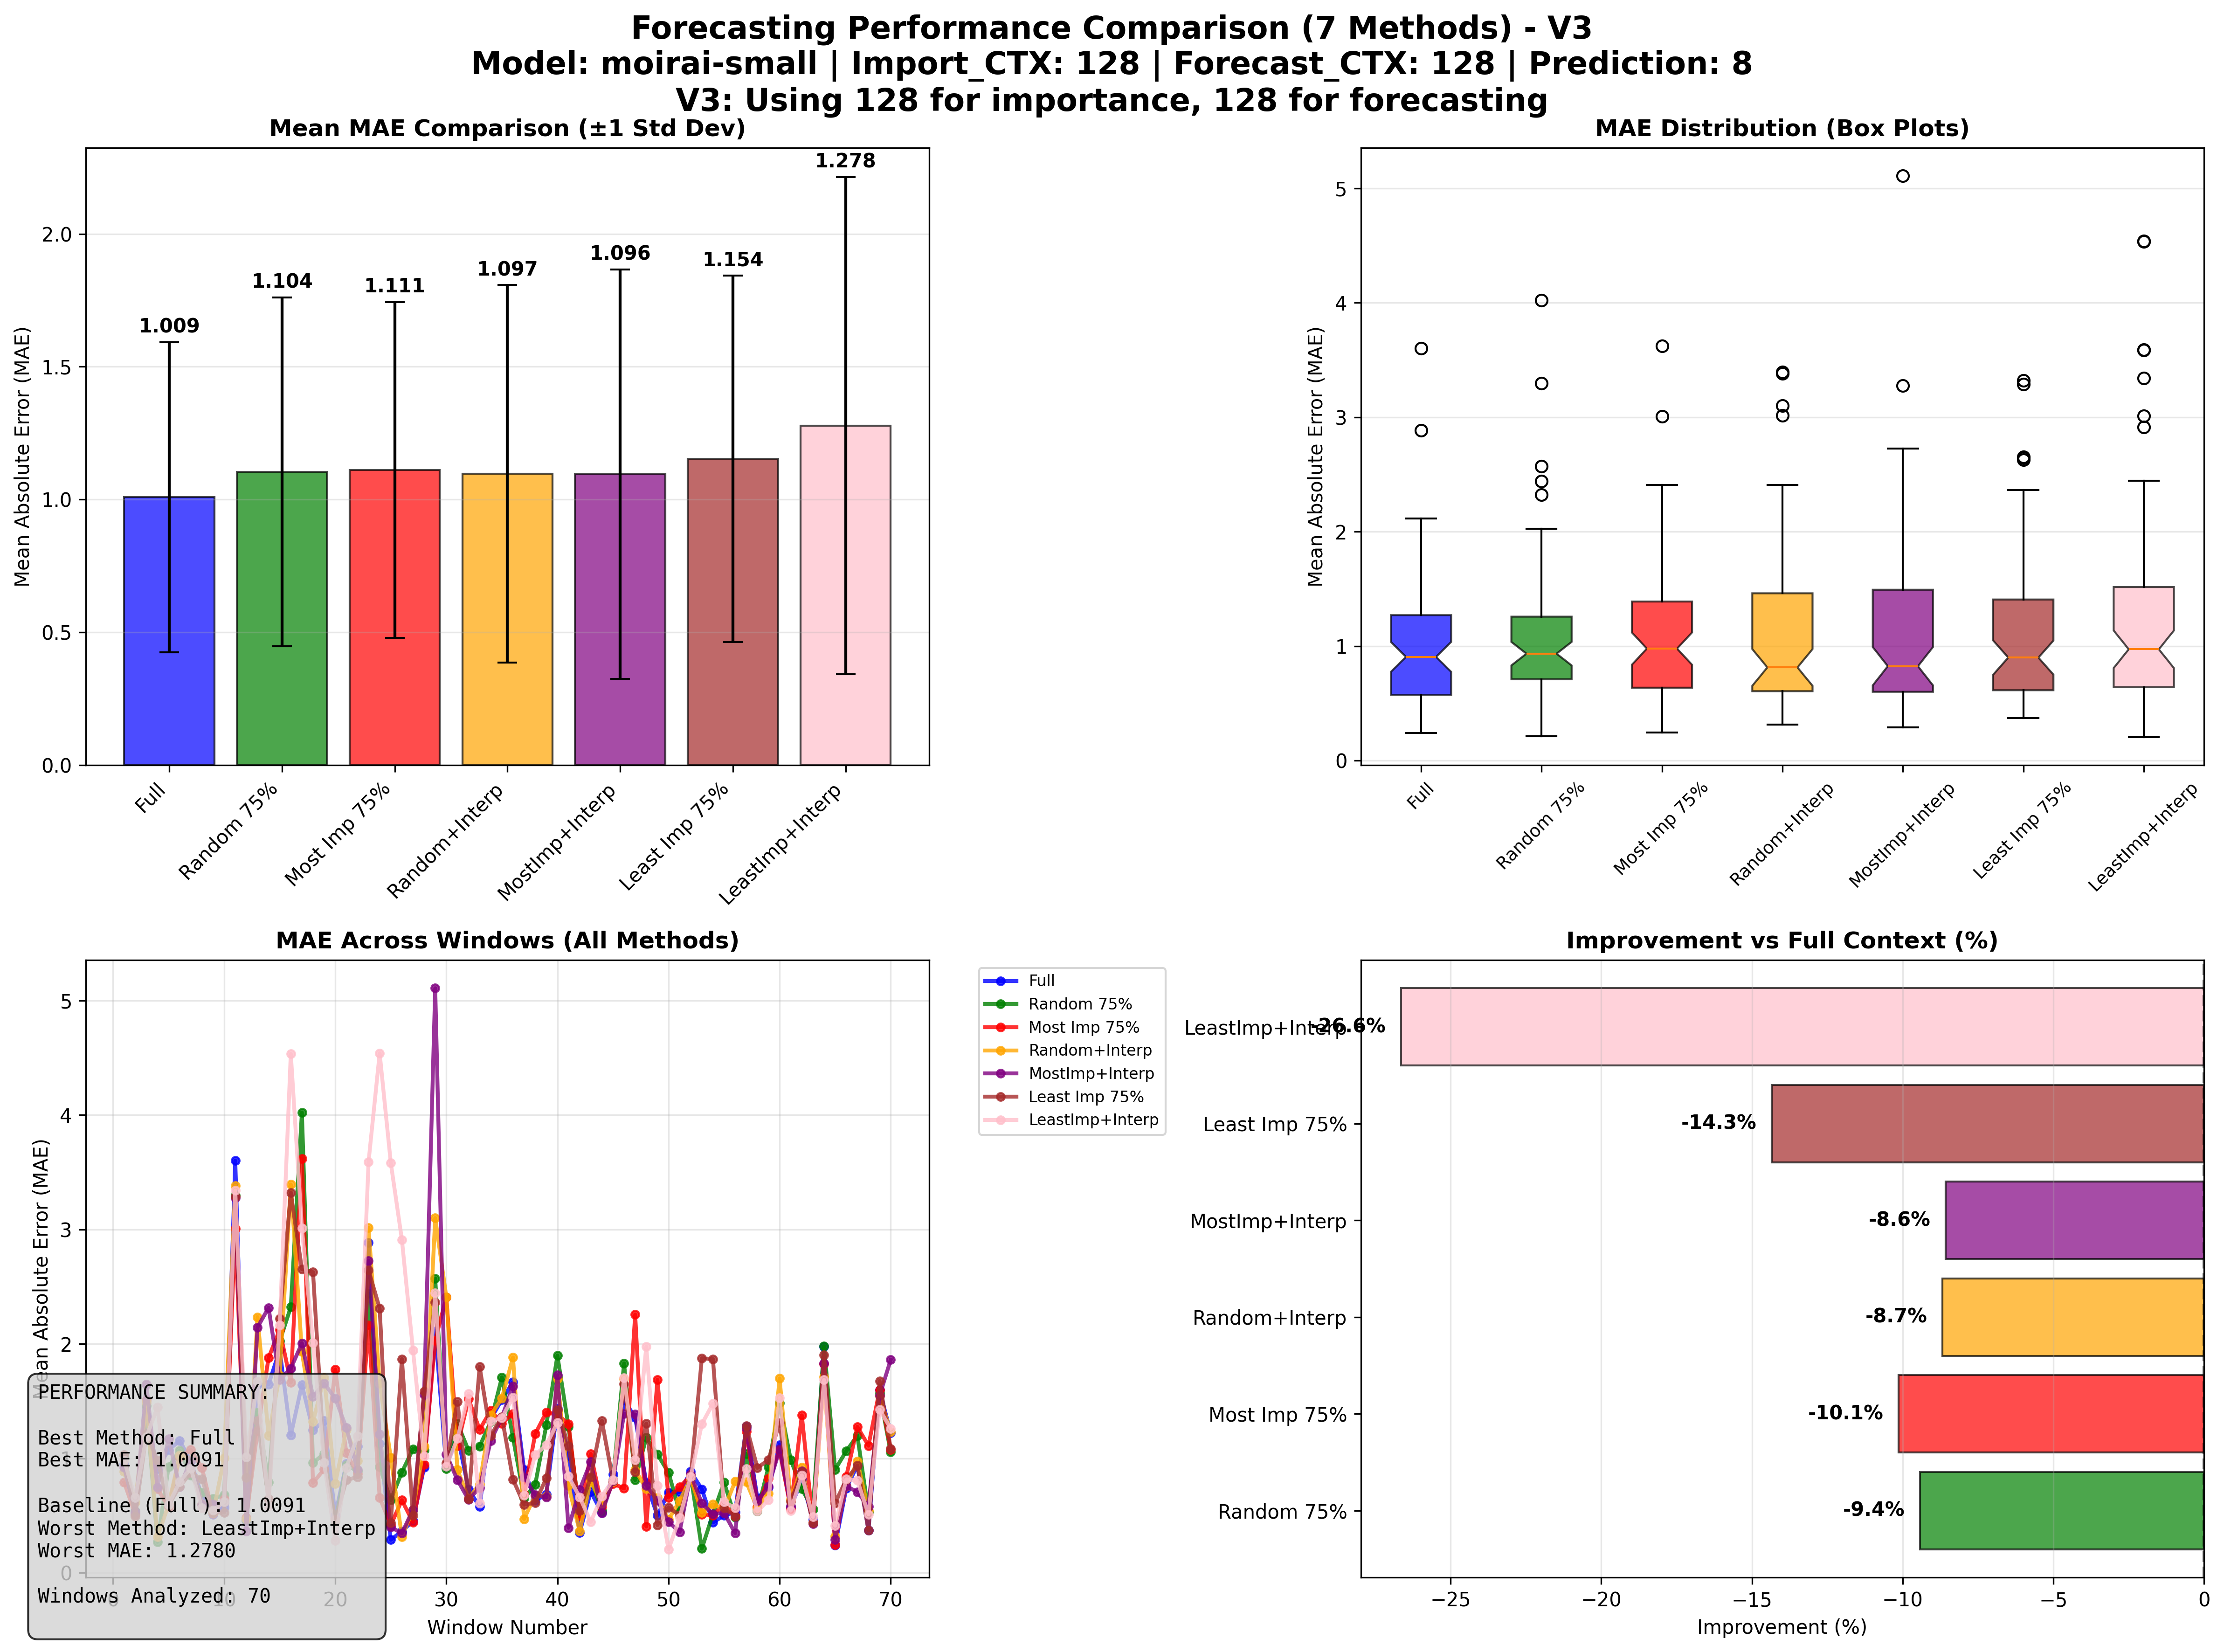 Forecasting Performance Comparison (7 Methods) - V3
Model: moirai-small | Import_CTX: 128 | Forecast_CTX: 128 | Prediction: 8
V3: Using 128 for importance, 128 for forecasting
Mean MAE Comparison (±1 Std Dev)
Mean Absolute Error (MAE)
2.0
1.5
1.0
0.5
0.0
1.009
1.104
1.111
1.097
1.096
1.154
1.278
Full
Random 75%
Most Imp 75%
Random+Interp
MostImp+Interp
Least Imp 75%
LeastImp+Interp
MAE Distribution (Box Plots)
Mean Absolute Error (MAE)
5
4
3
2
1
0
Full
Random 75%
Most Imp 75%
Random+Interp
MostImp+Interp
Least Imp 75%
LeastImp+Interp
MAE Across Windows (All Methods)
Mean Absolute Error (MAE)
5
4
3
2
1
0
0
10
20
30
40
50
60
70
Window Number
Full
Random 75%
Most Imp 75%
Random+Interp
MostImp+Interp
Least Imp 75%
LeastImp+Interp
PERFORMANCE SUMMARY:
Best Method: Full
Best MAE: 1.0091
Baseline (Full): 1.0091
Worst Method: LeastImp+Interp
Worst MAE: 1.2780
Windows Analyzed: 70
Improvement vs Full Context (%)
LeastImp+Interp
-26.6%
Least Imp 75%
-14.3%
MostImp+Interp
-8.6%
Random+Interp
-8.7%
Most Imp 75%
-10.1%
Random 75%
-9.4%
−25
−20
−15
−10
−5
0
Improvement (%)